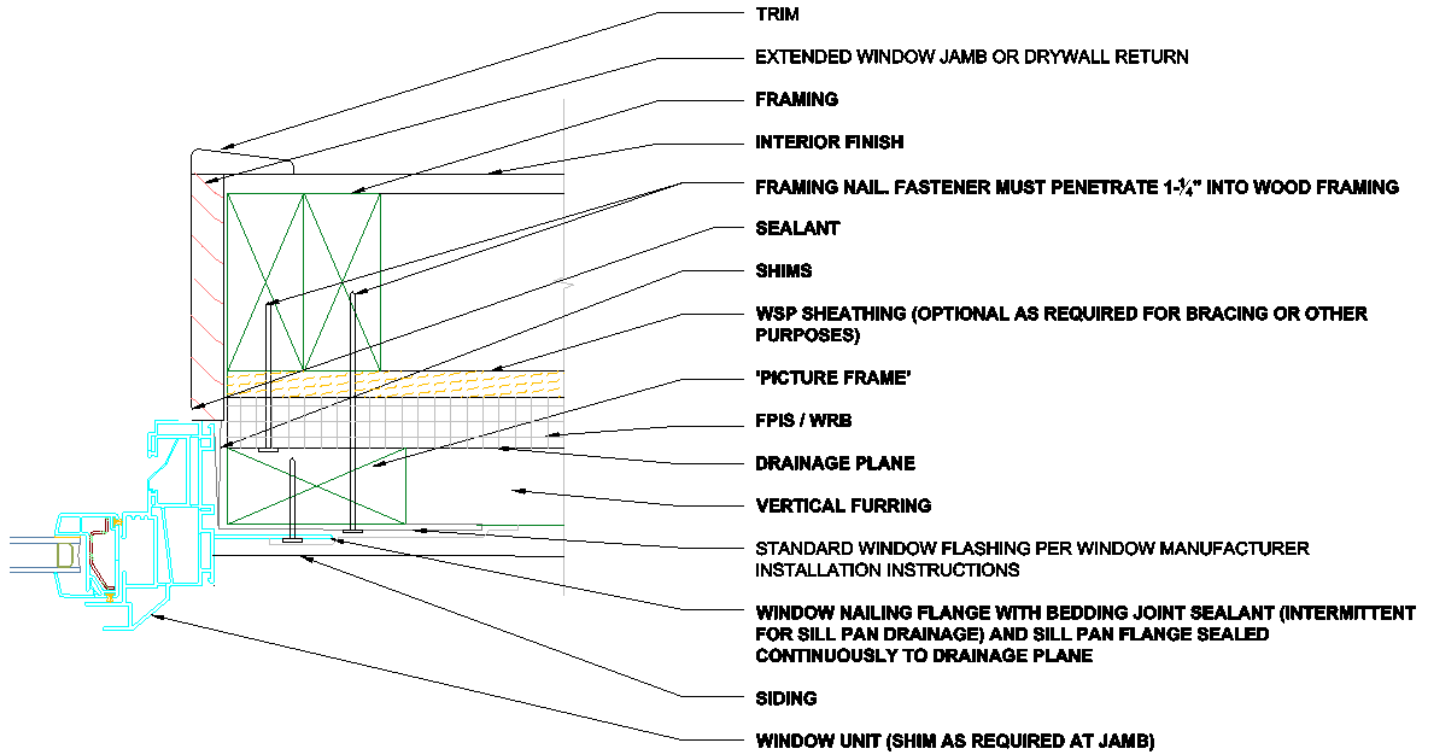 TRIM
EXTENDED WINDOW JAMB OR DRYWALL RETURN
FRAMING
INTERIOR FINISH
FRAMING NAIL. FASTENER MUST PENETRATE 1-¼" INTO WOOD FRAMING
SEALANT
SHIMS
WSP SHEATHING (OPTIONAL AS REQUIRED FOR BRACING OR OTHER
PURPOSES)
'PICTURE FRAME'
FPIS / WRB
DRAINAGE PLANE
VERTICAL FURRING
STANDARD WINDOW FLASHING PER WINDOW MANUFACTURER
INSTALLATION INSTRUCTIONS
WINDOW NAILING FLANGE WITH BEDDING JOINT SEALANT (INTERMITTENT
FOR SILL PAN DRAINAGE) AND SILL PAN FLANGE SEALED
CONTINUOUSLY TO DRAINAGE PLANE
SIDING
WINDOW UNIT (SHIM AS REQUIRED AT JAMB)